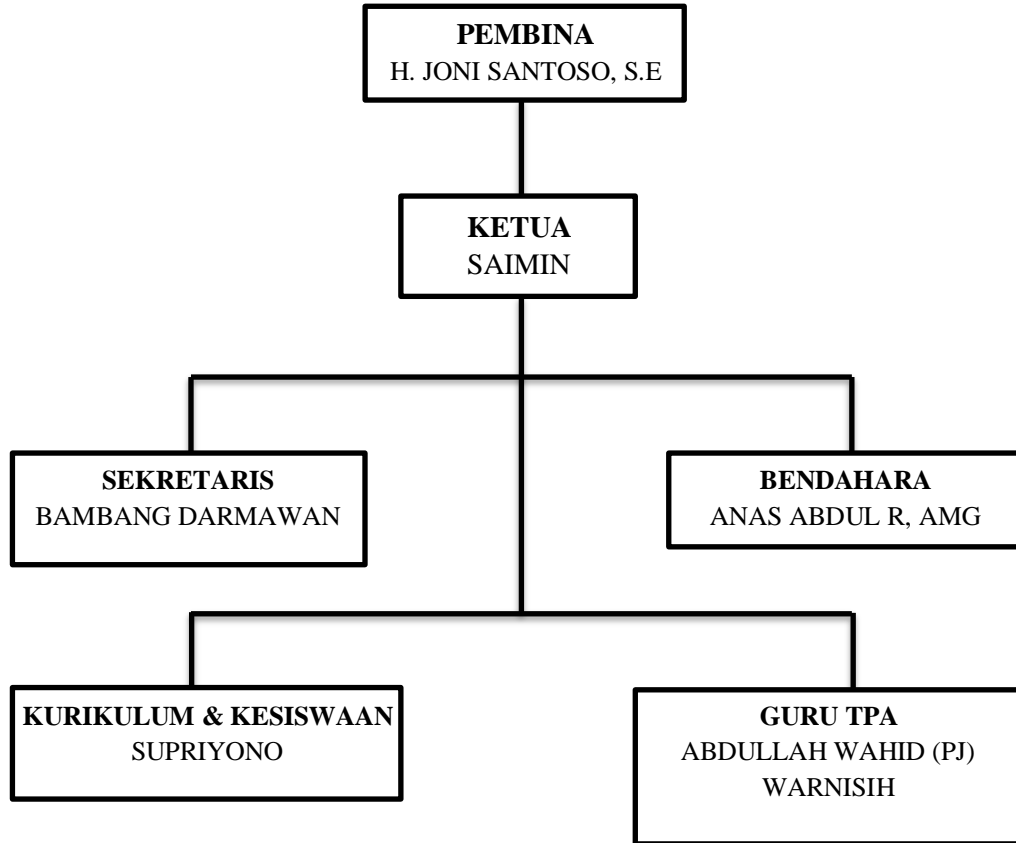 PEMBINA
H. JONI SANTOSO, S.E
KETUA
SAIMIN
SEKRETARIS
BAMBANG DARMAWAN
BENDAHARA
ANAS ABDUL R, AMG
KURIKULUM & KESISWAAN
SUPRIYONO
GURU TPA
ABDULLAH WAHID (PJ)
WARNISIH